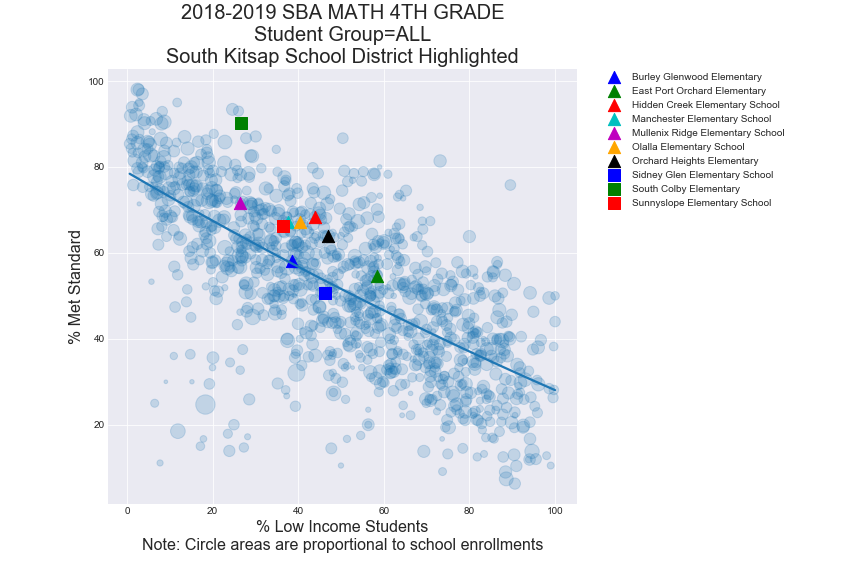 2018-2019 SBA MATH 4TH GRADE
Student Group=ALL
South Kitsap School District Highlighted
100
80
60
40
20
% Met Standard
0 20 40 60 80 100
% Low Income Students
Note: Circle areas are proportional to school enrollments
Burley Glenwood Elementary
East Port Orchard Elementary
Hidden Creek Elementary School
Manchester Elementary School
Mullenix Ridge Elementary School
Olalla Elementary School
Orchard Heights Elementary
Sidney Glen Elementary School
South Colby Elementary
Sunnyslope Elementary School